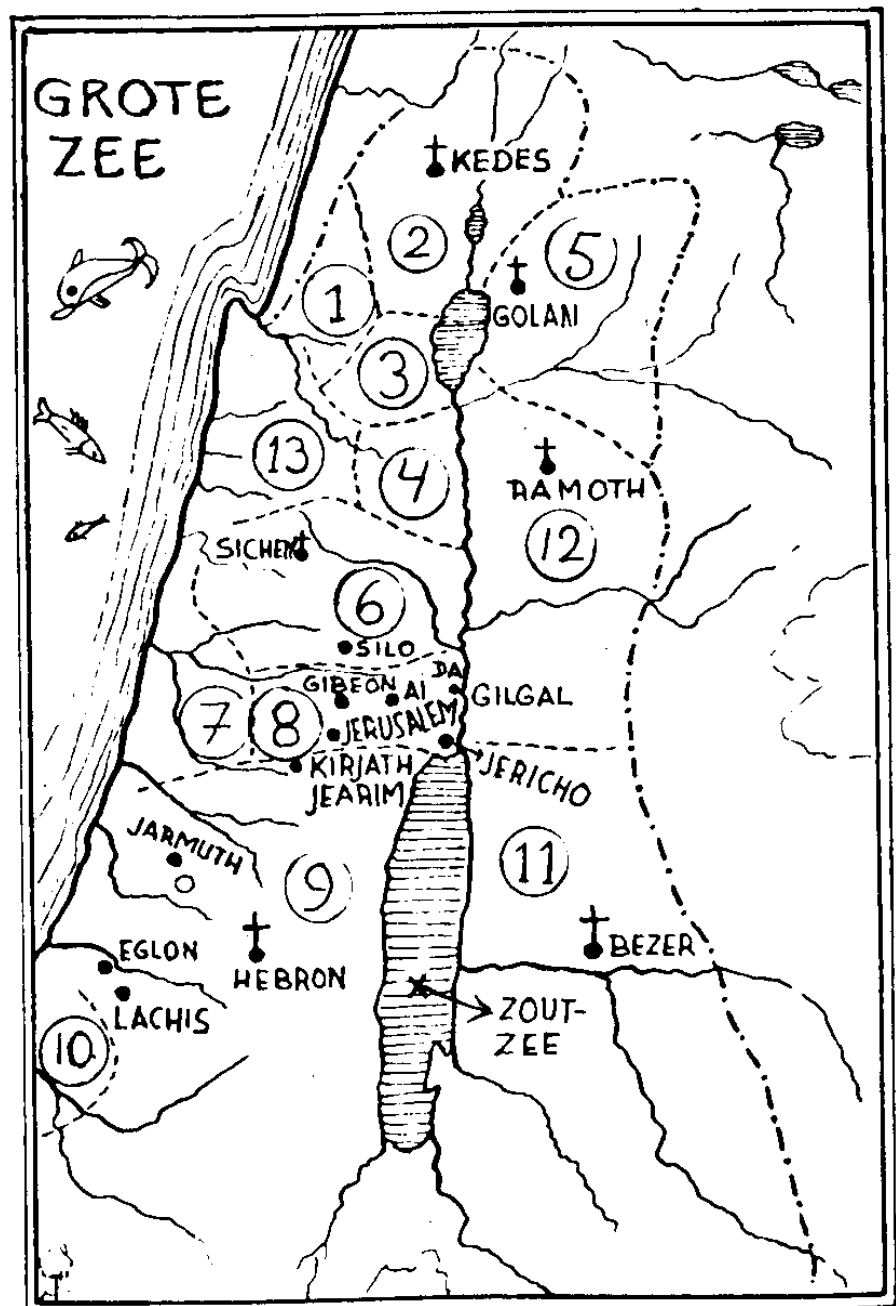 GROTE
ZEE
KEDES
2
5
1
GOLAN
3
13
4
RAMOTH
12
SICHEM
6
SILO
DA
GIBEON
AI
GILGAL
7
8
JERUSALEM
KIRJATH
JEARIM
JERICHO
JARMUTH
9
11
EGLON
HEBRON
BEZER
LACHIS
ZOUT-
ZEE
10